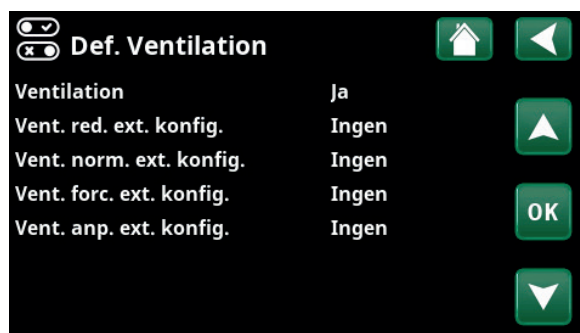 Def. Ventilation
Ventilation Ja
Vent. red. ext. konfig. Ingen
Vent. norm. ext. konfig. Ingen
Vent. forc. ext. konfig. Ingen
Vent. anp. ext. konfig. Ingen
OK